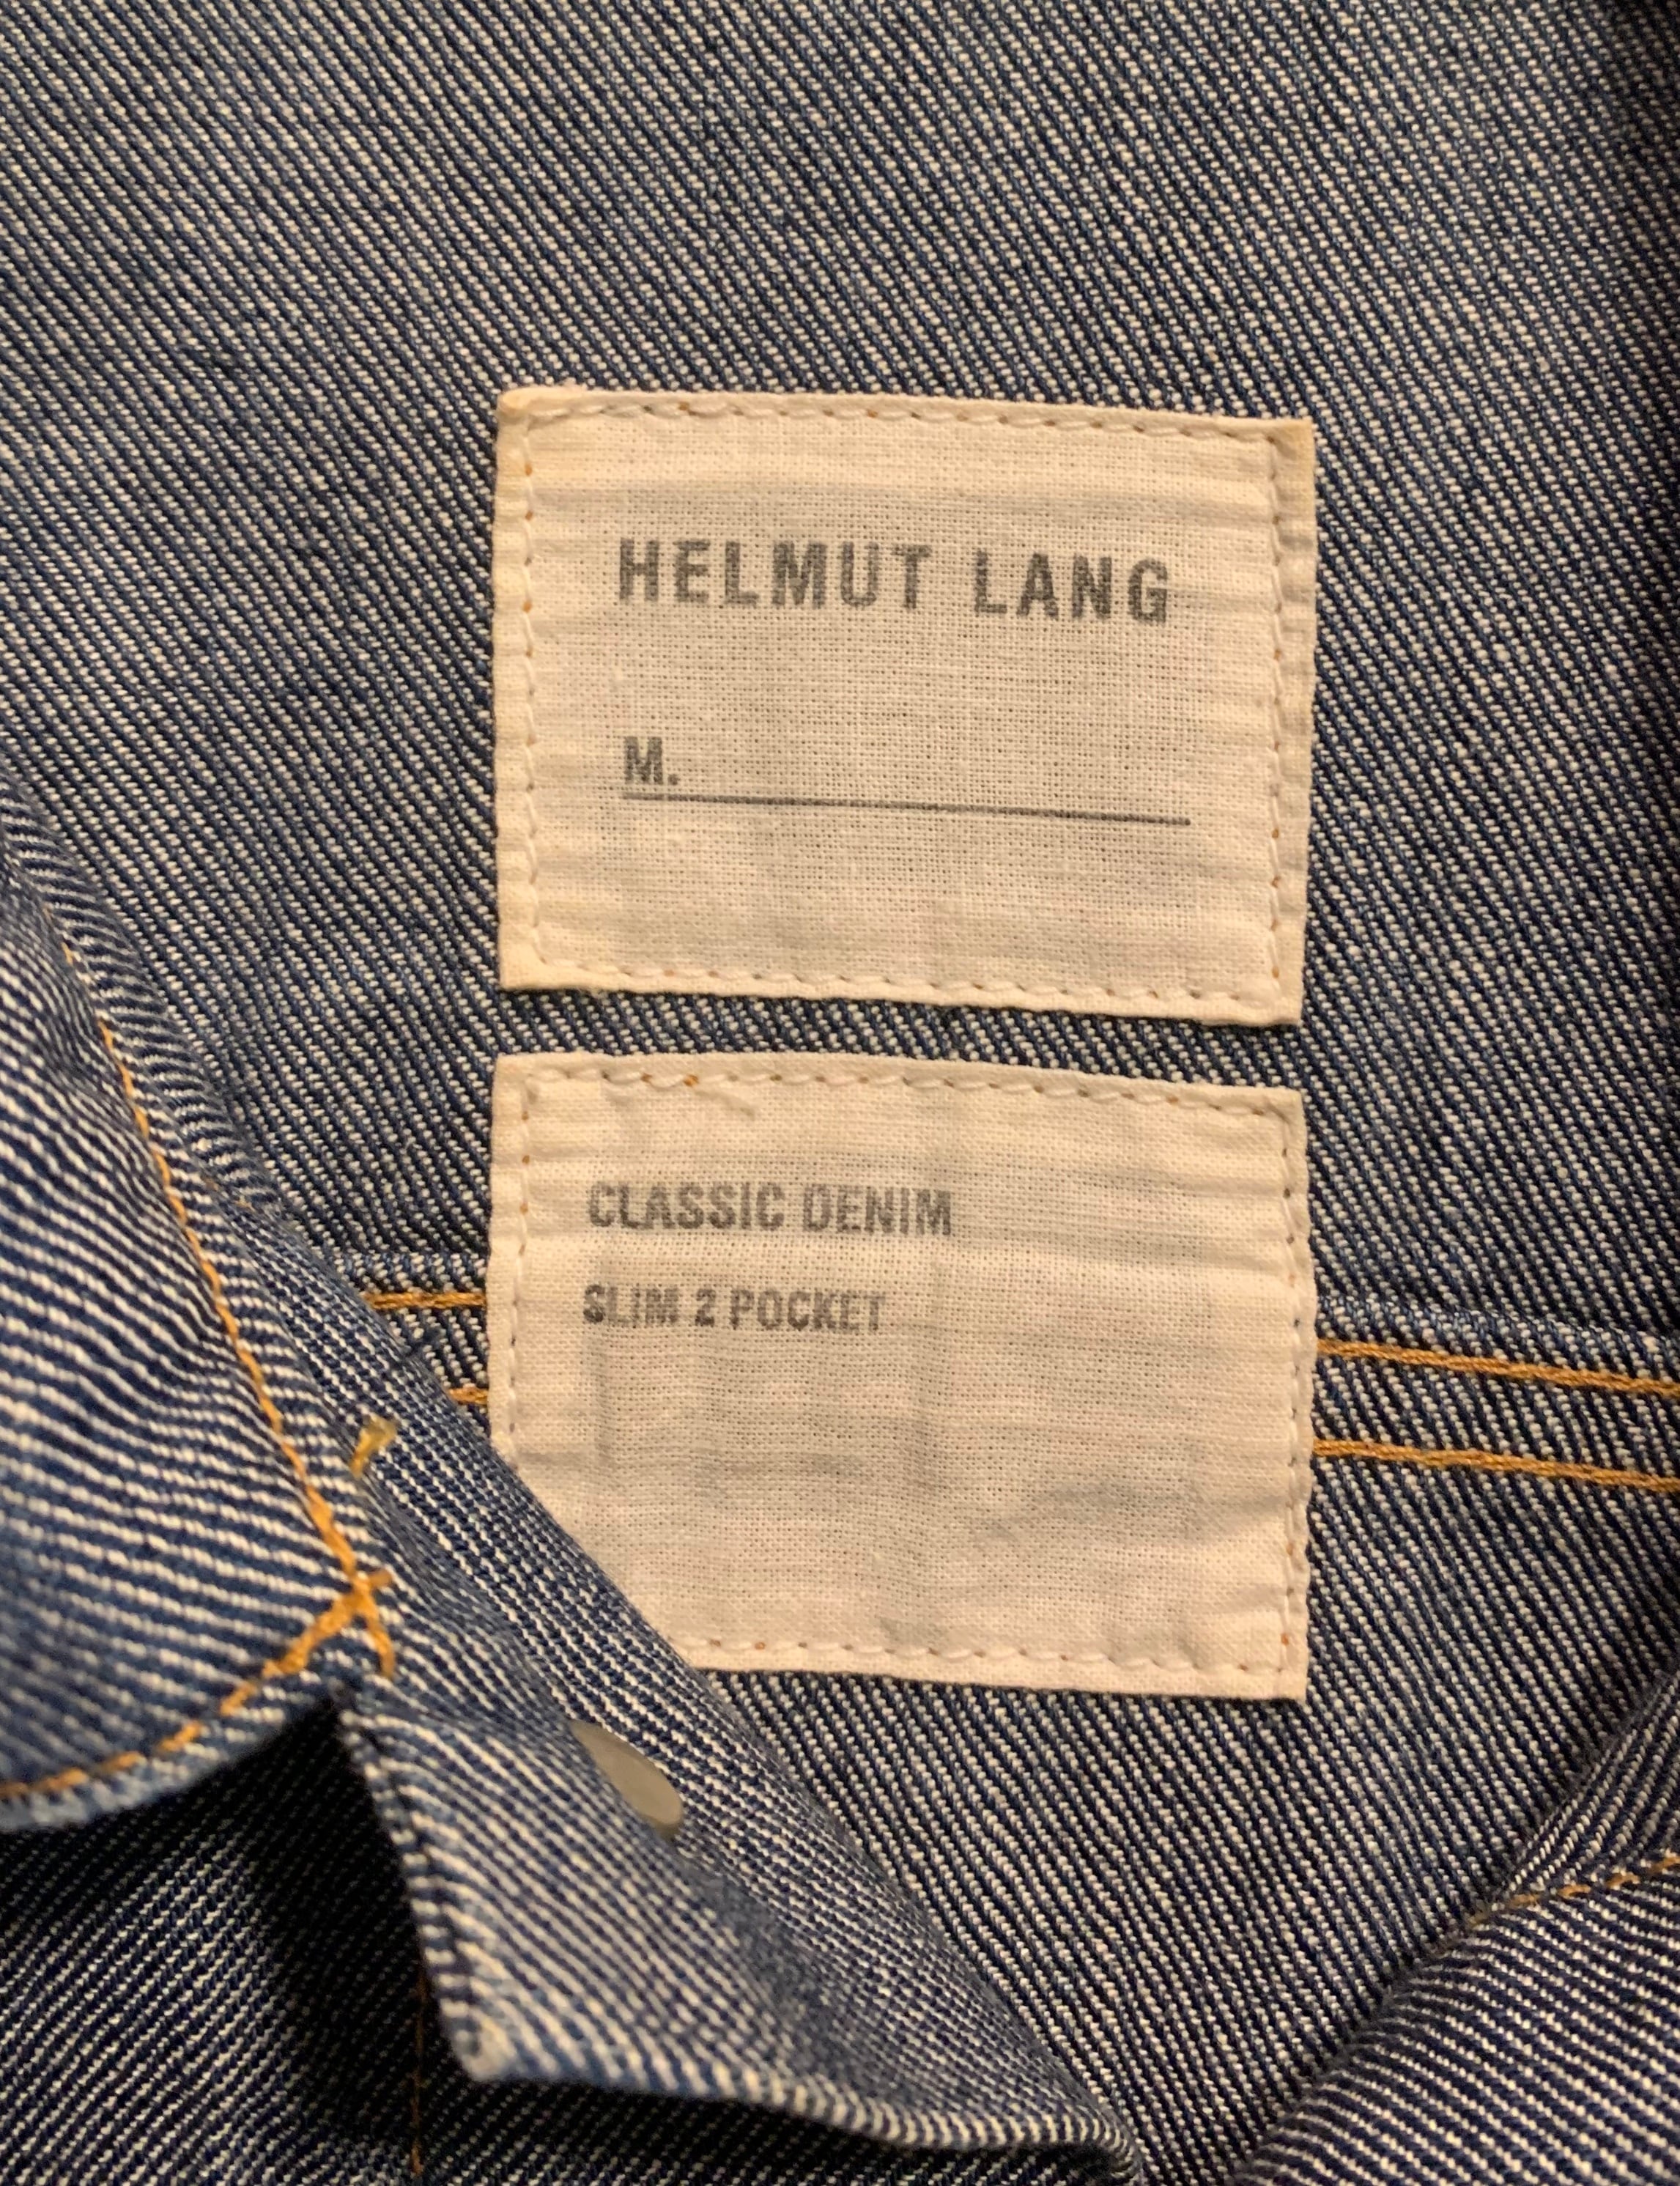 HELMUT LANG
M.
CLASSIC DENIM
SLIM 2 POCKET